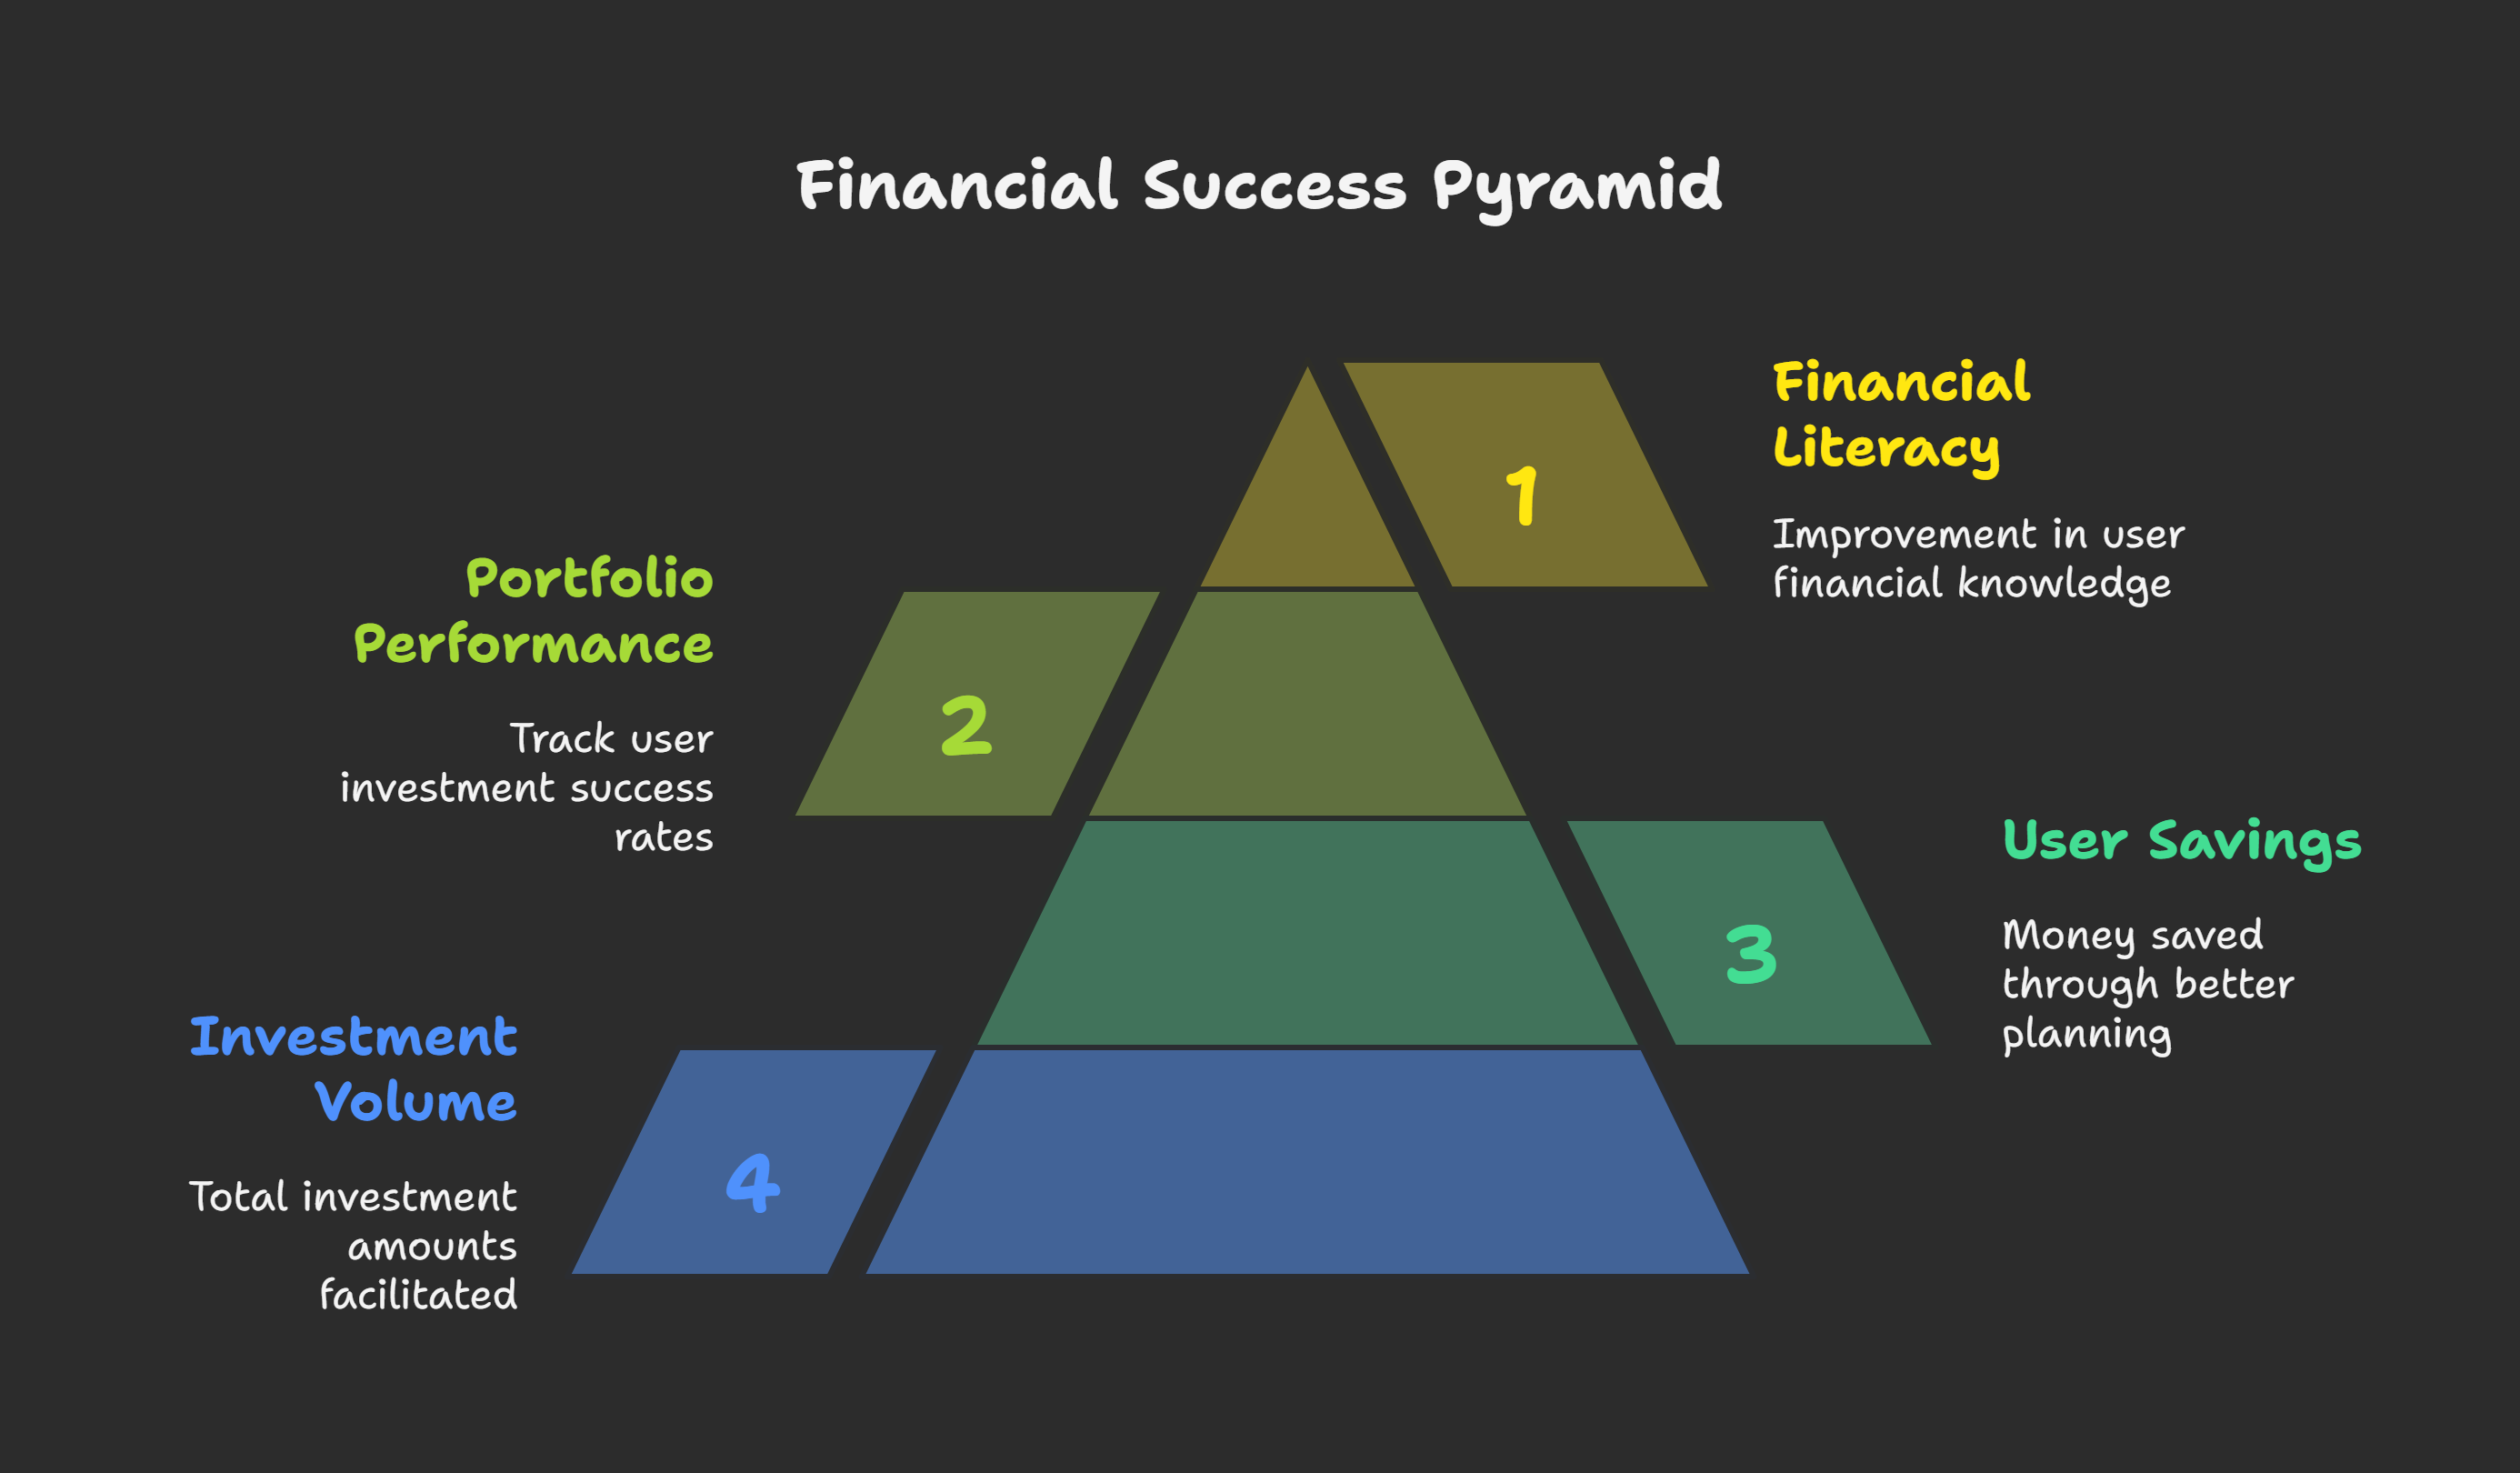 Financial Success Pyramid
1
Financial
Literacy
Improvement in user
financial knowledge
Portfolio
Performance
Track user
investment success
rates
2
3
User Savings
Money saved
through better
planning
Investment
Volume
Total investment
amounts
facilitated
4